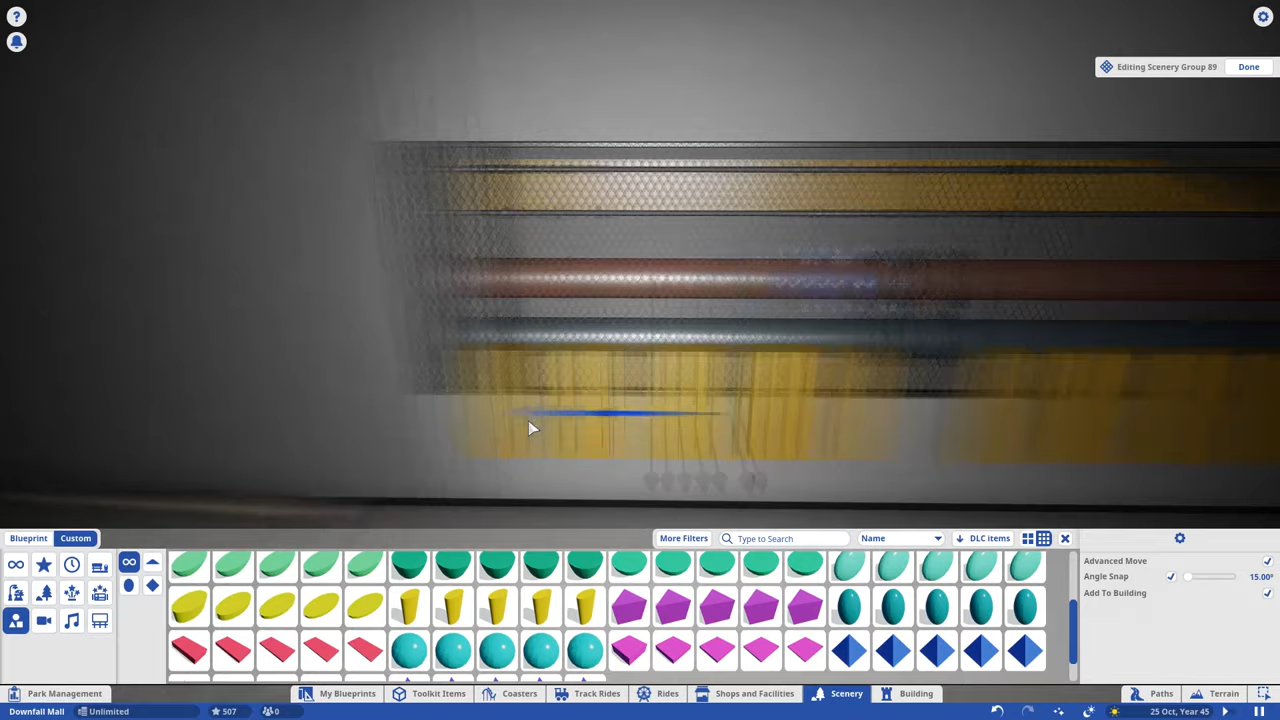 ?
Editing Scenery Group 89 Done
Blueprint Custom More Filters Type to Search Name DLC items
Advanced Move
Angle Snap 15.00°
Add To Building
Park Management My Blueprints Toolkit Items Coasters Track Rides Rides Shops and Facilities Scenery Building Paths Terrain
Downfall Mall Unlimited 507 0 25 Oct, Year 45